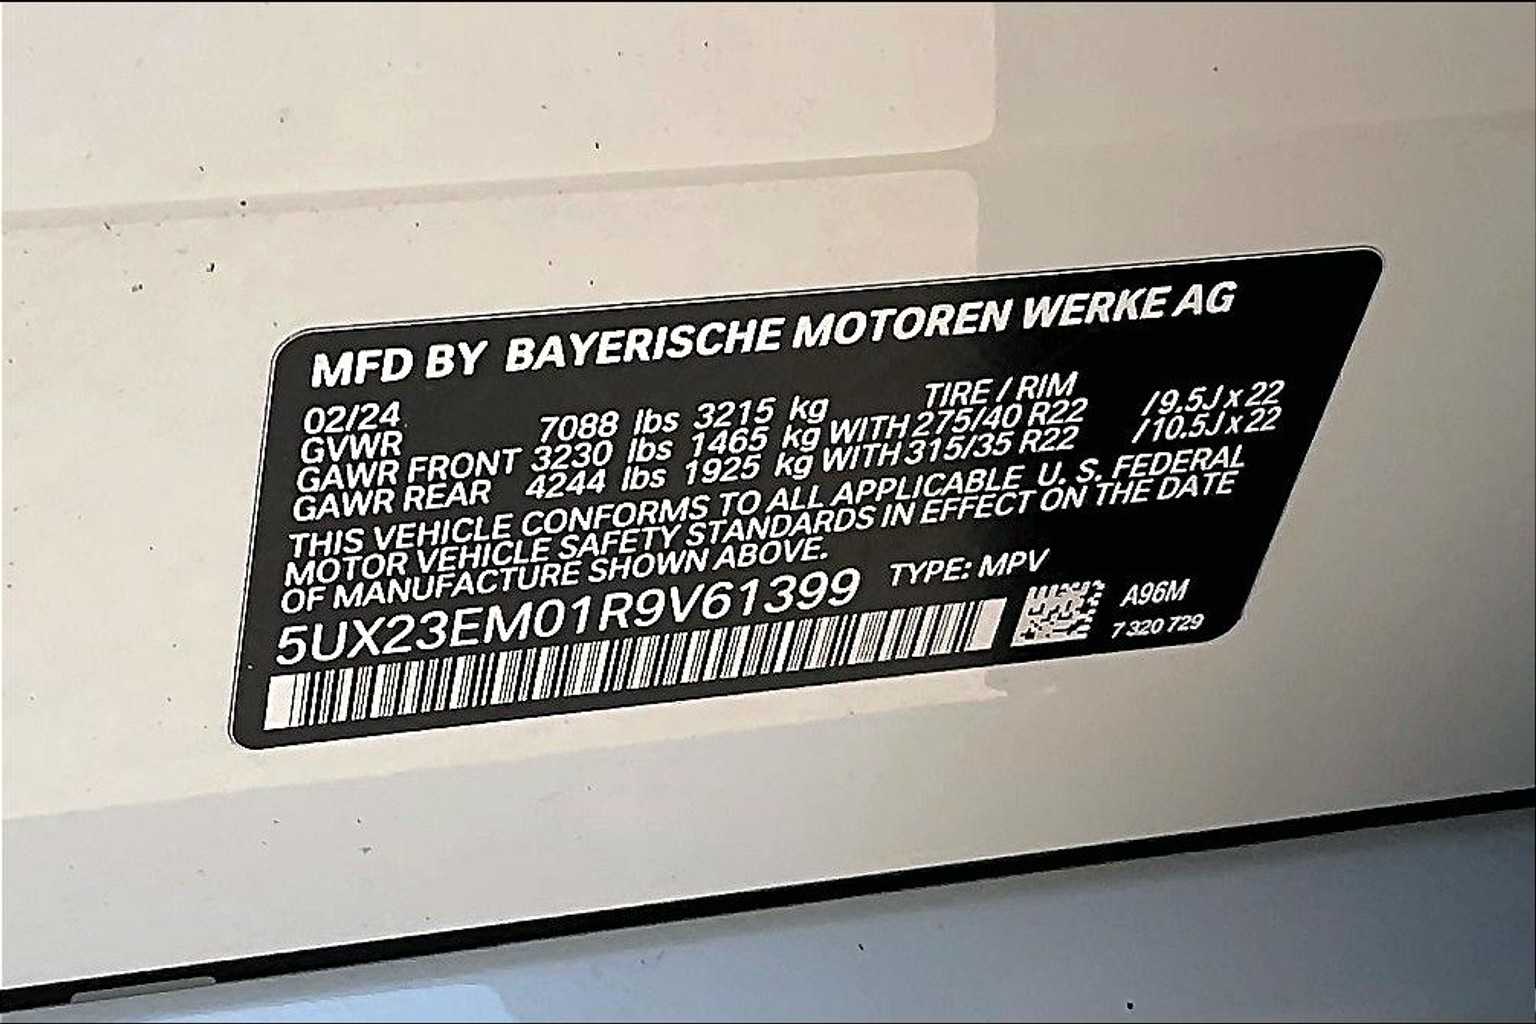 MFD BY BAYERISCHE MOTOREN WERKE AG
02/24 TIRE / RIM
GVWR 7088 lbs 3215 kg
GAWR FRONT 3230 lbs 1465 kg WITH 275/40 R22 /9.5J x 22
GAWR REAR 4244 lbs 1925 kg WITH 315/35 R22 /10.5J x 22
THIS VEHICLE CONFORMS TO ALL APPLICABLE U. S. FEDERAL
MOTOR VEHICLE SAFETY STANDARDS IN EFFECT ON THE DATE
OF MANUFACTURE SHOWN ABOVE.
5UX23EM01R9V61399 TYPE: MPV
A96M
7 320 729